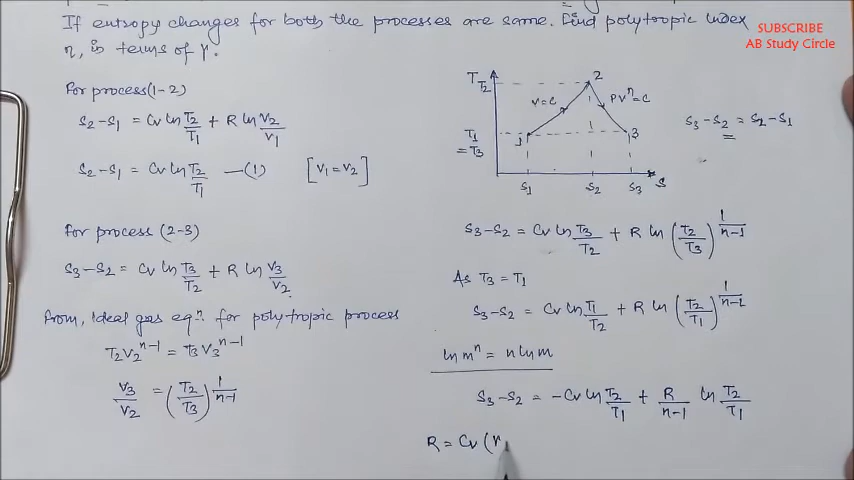 If entropy changes for both the processes are same. Find polytropic index
n, in terms of γ.
SUBSCRIBE
AB Study Circle
For process(1-2)
S₂-S₁ = Cv ln T₂/T₁ + R ln V₂/V₁
S₂-S₁ = Cv ln T₂/T₁ —(1) [V₁=V₂]
For process (2-3)
S₃-S₂ = Cv ln T₃/T₂ + R ln V₃/V₂.
From, Ideal gas eqⁿ. for polytropic process
T₂V₂ⁿ⁻¹ = T₃V₃ⁿ⁻¹
V₃/V₂ = (T₂/T₃)^(1/(n-1))
T
T₂
2
V=C
PVⁿ=C
T₁
= T₃
1
3
S₁ S₂ S₃ S
S₃-S₂ = S₂-S₁
S₃-S₂ = Cv ln T₃/T₂ + R ln (T₂/T₃)^(1/(n-1))
As T₃ = T₁
S₃-S₂ = Cv ln T₁/T₂ + R ln (T₂/T₁)^(1/(n-1))
ln mⁿ = n ln m
S₃-S₂ = -Cv ln T₂/T₁ + R/(n-1) ln T₂/T₁
R = Cv (